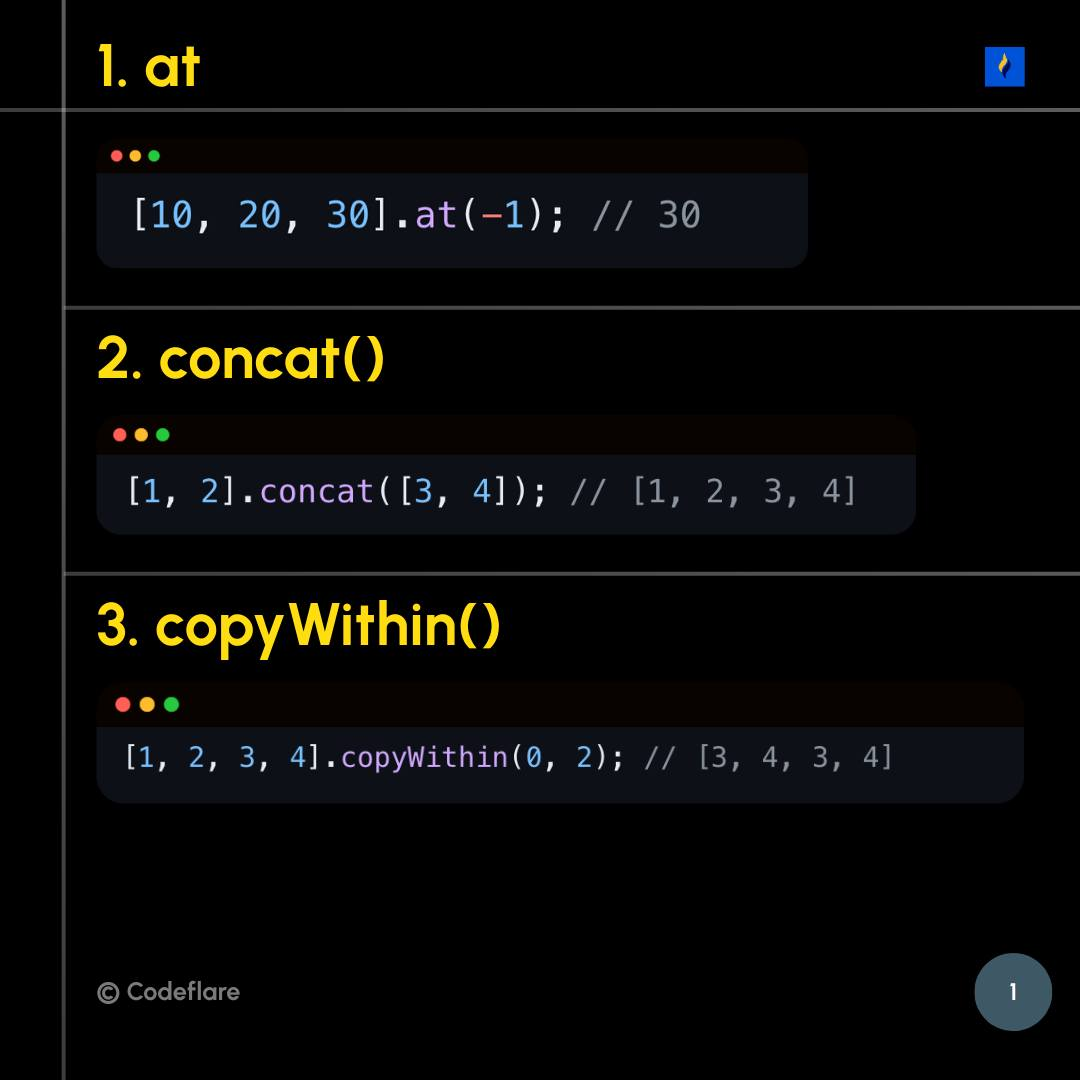 1. at
[10, 20, 30].at(−1); // 30
2. concat()
[1, 2].concat([3, 4]); // [1, 2, 3, 4]
3. copyWithin()
[1, 2, 3, 4].copyWithin(0, 2); // [3, 4, 3, 4]
© Codeflare
1